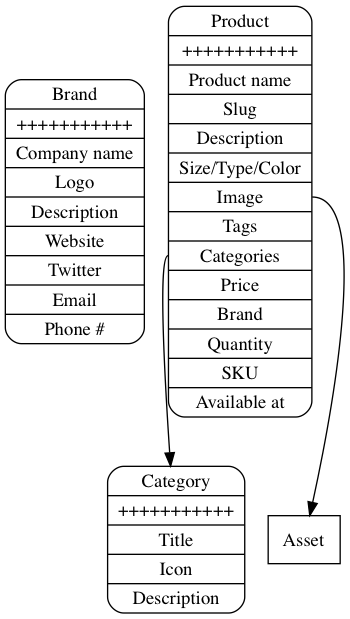 Brand
+++++++++++
Company name
Logo
Description
Website
Twitter
Email
Phone #
Product
+++++++++++
Product name
Slug
Description
Size/Type/Color
Image
Tags
Categories
Price
Brand
Quantity
SKU
Available at
Category
+++++++++++
Title
Icon
Description
Asset